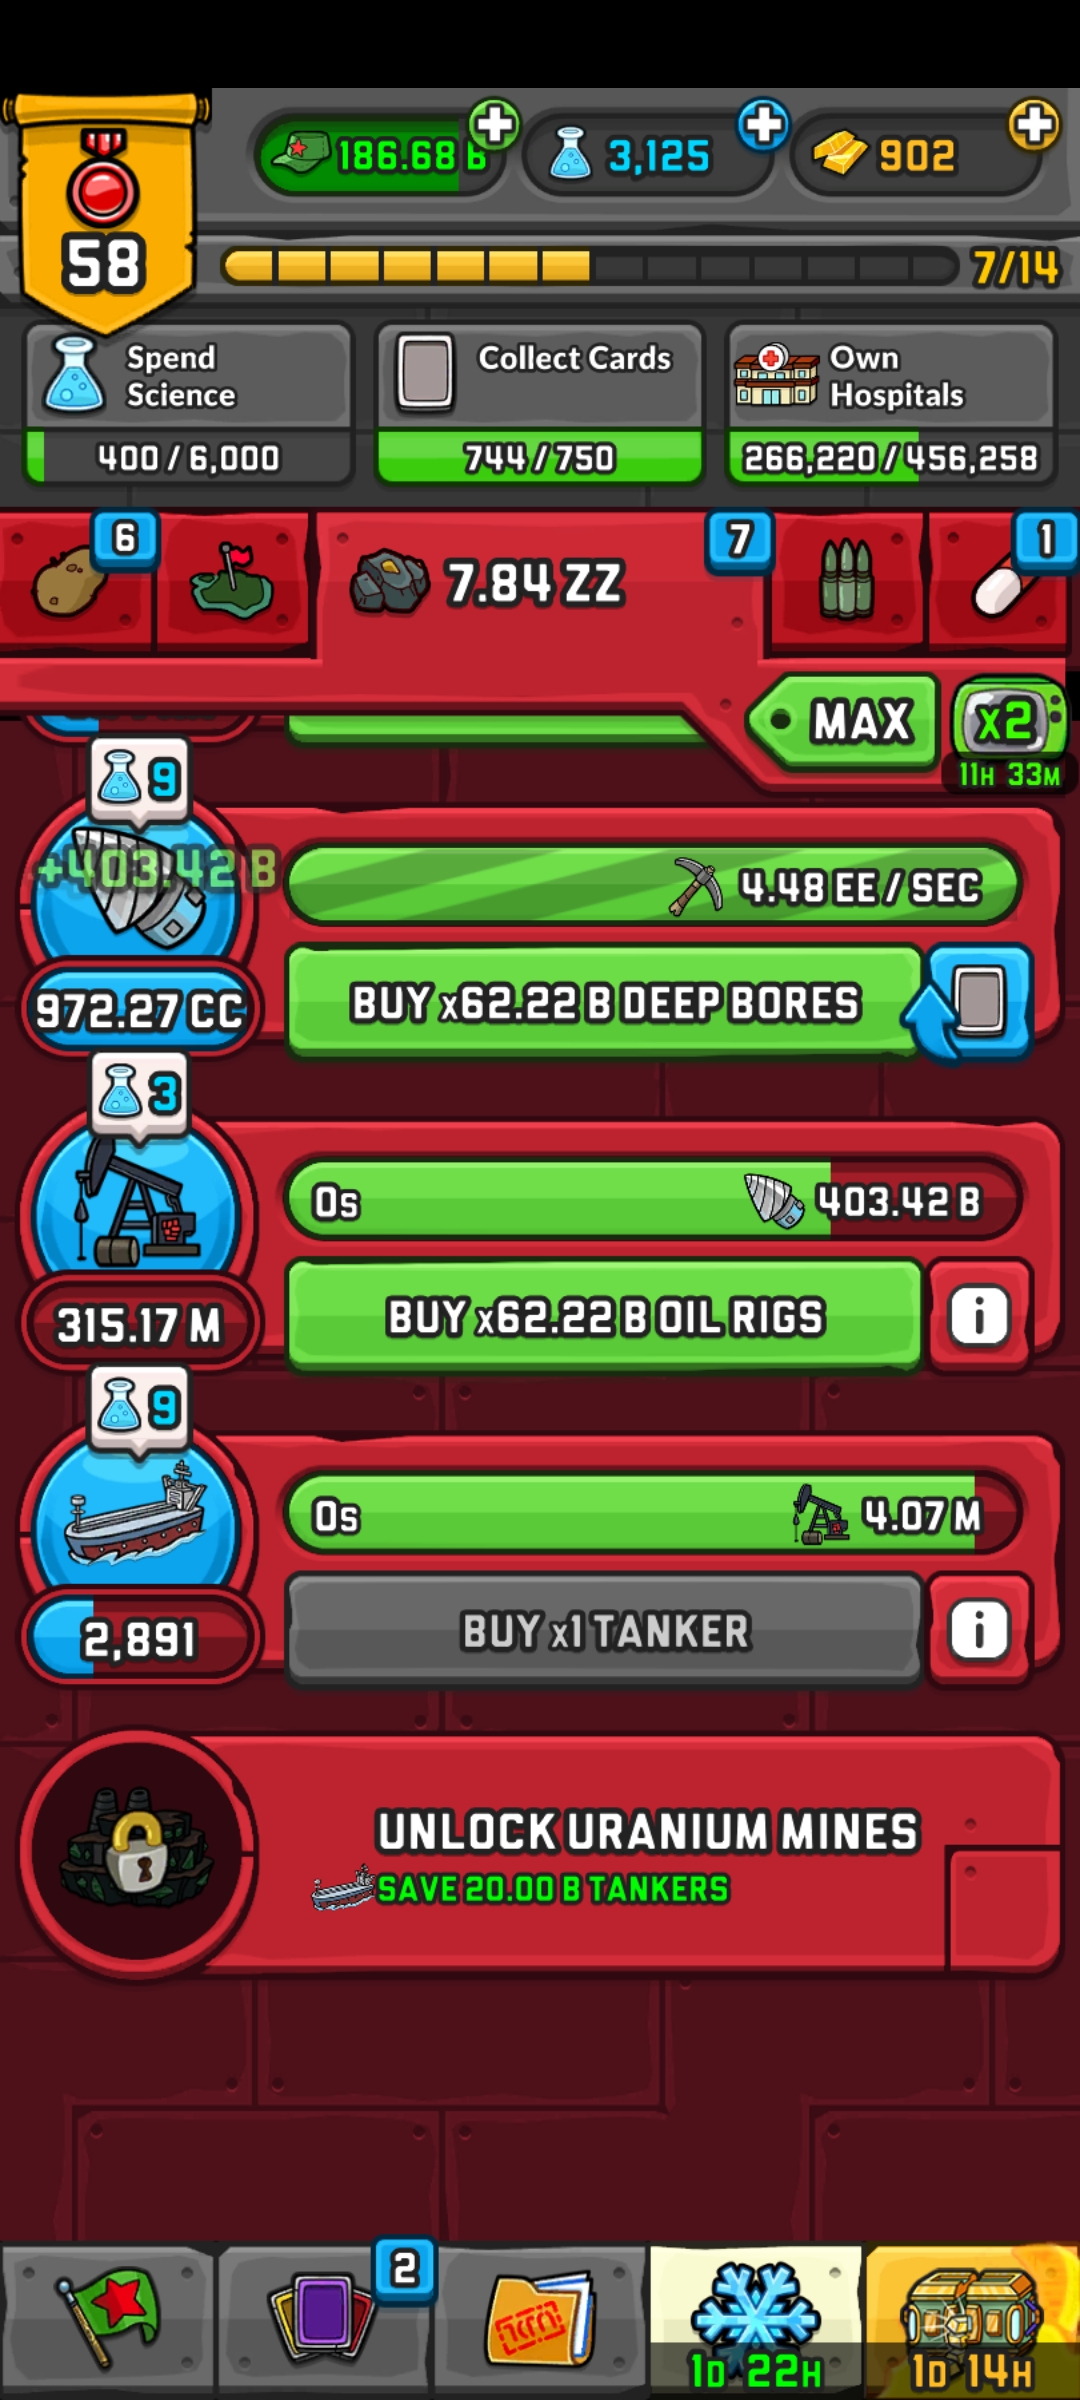 186.68 B
3,125
902
58
7/14
Spend
Science
400 / 6,000
Collect Cards
744 / 750
Own
Hospitals
266,220 / 456,258
6
7.84 ZZ
7
1
MAX
x2
11H 33M
9
+403.42 B
4.48 EE / SEC
972.27 CC
BUY x62.22 B DEEP BORES
3
0s
403.42 B
315.17 M
BUY x62.22 B OIL RIGS
i
9
0s
4.07 M
2,891
BUY x1 TANKER
i
UNLOCK URANIUM MINES
SAVE 20.00 B TANKERS
2
1D 22H
1D 14H